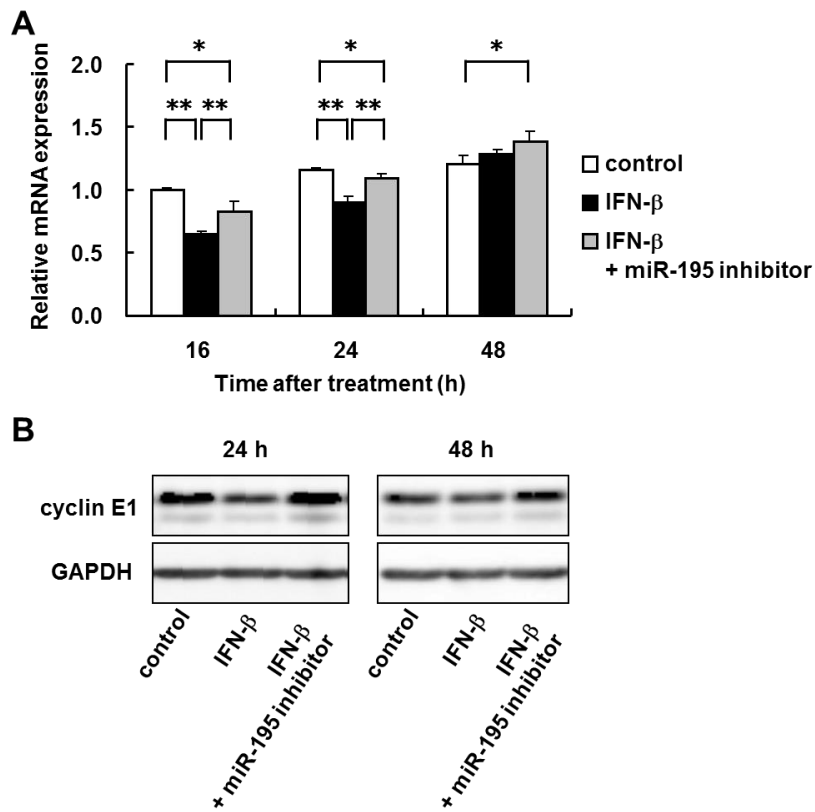 A
Relative mRNA expression
2.0
1.5
1.0
0.5
0.0
*
** **
*
** **
*
16 24 48
Time after treatment (h)
control
IFN-β
IFN-β
+ miR-195 inhibitor
B
24 h 48 h
cyclin E1
GAPDH
control
IFN-β
IFN-β
+ miR-195 inhibitor
control
IFN-β
IFN-β
+ miR-195 inhibitor